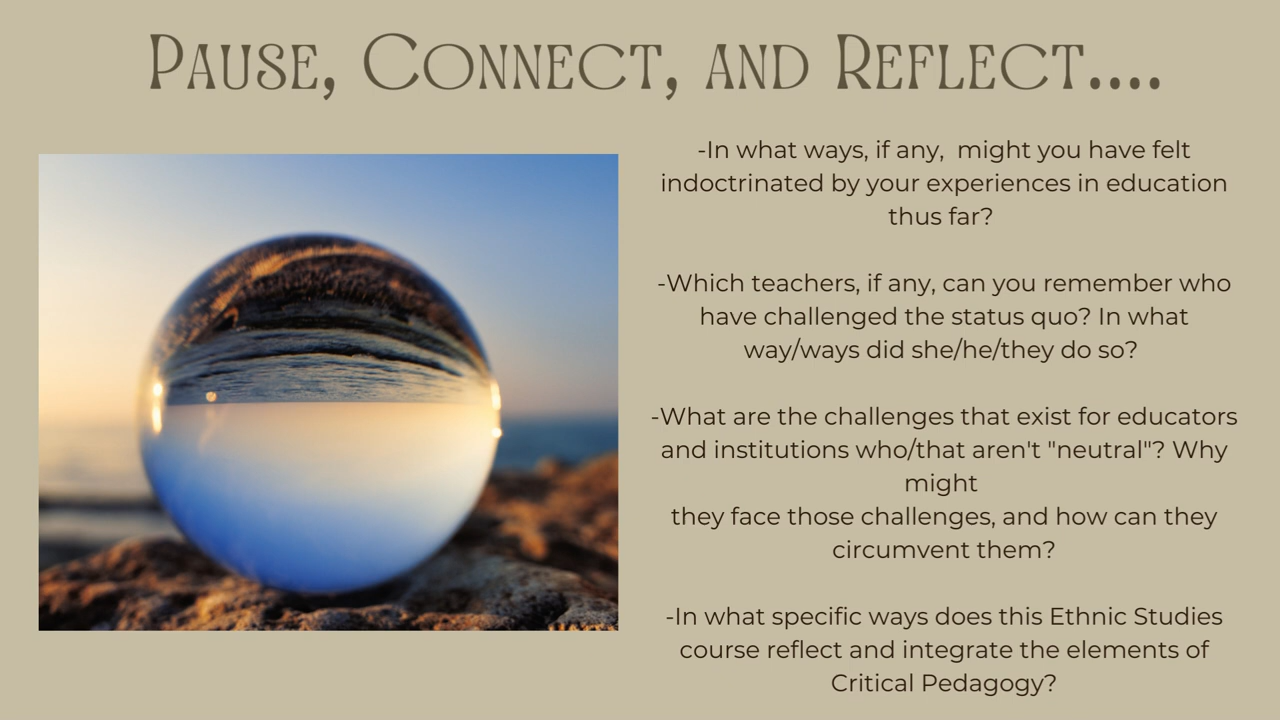 Pause, Connect, and Reflect....
-In what ways, if any,  might you have felt
indoctrinated by your experiences in education
thus far?
-Which teachers, if any, can you remember who
have challenged the status quo? In what
way/ways did she/he/they do so?
-What are the challenges that exist for educators
and institutions who/that aren't "neutral"? Why
might
they face those challenges, and how can they
circumvent them?
-In what specific ways does this Ethnic Studies
course reflect and integrate the elements of
Critical Pedagogy?